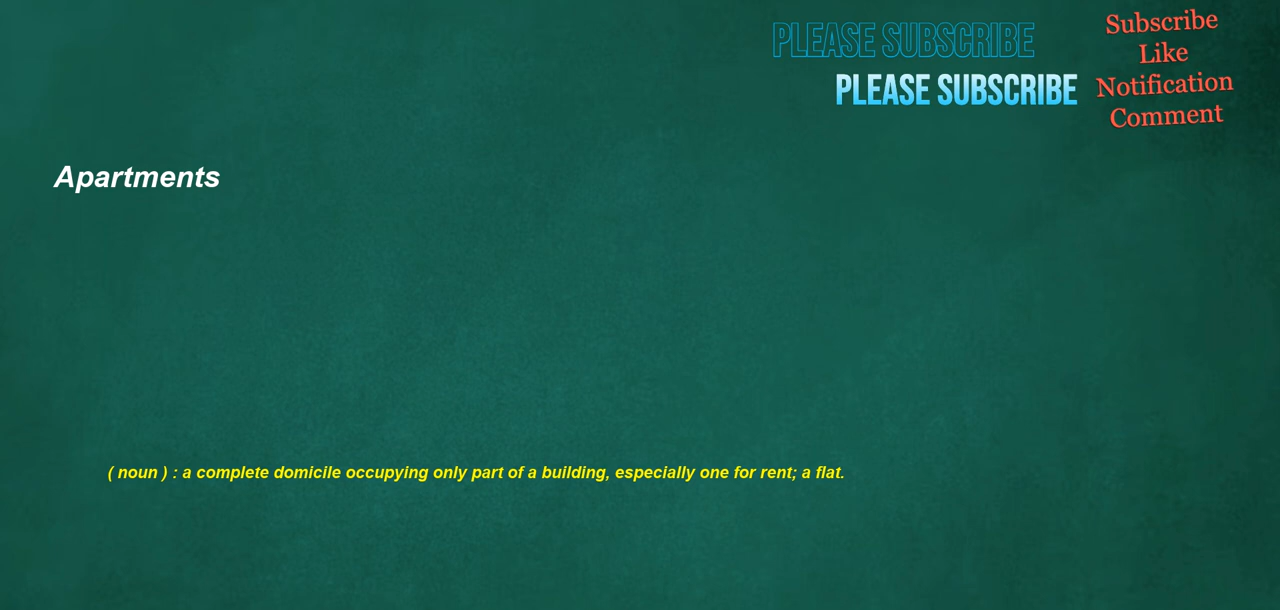 PLEASE SUBSCRIBE
PLEASE SUBSCRIBE
Subscribe
Like
Notification
Comment
Apartments
( noun ) : a complete domicile occupying only part of a building, especially one for rent; a flat.